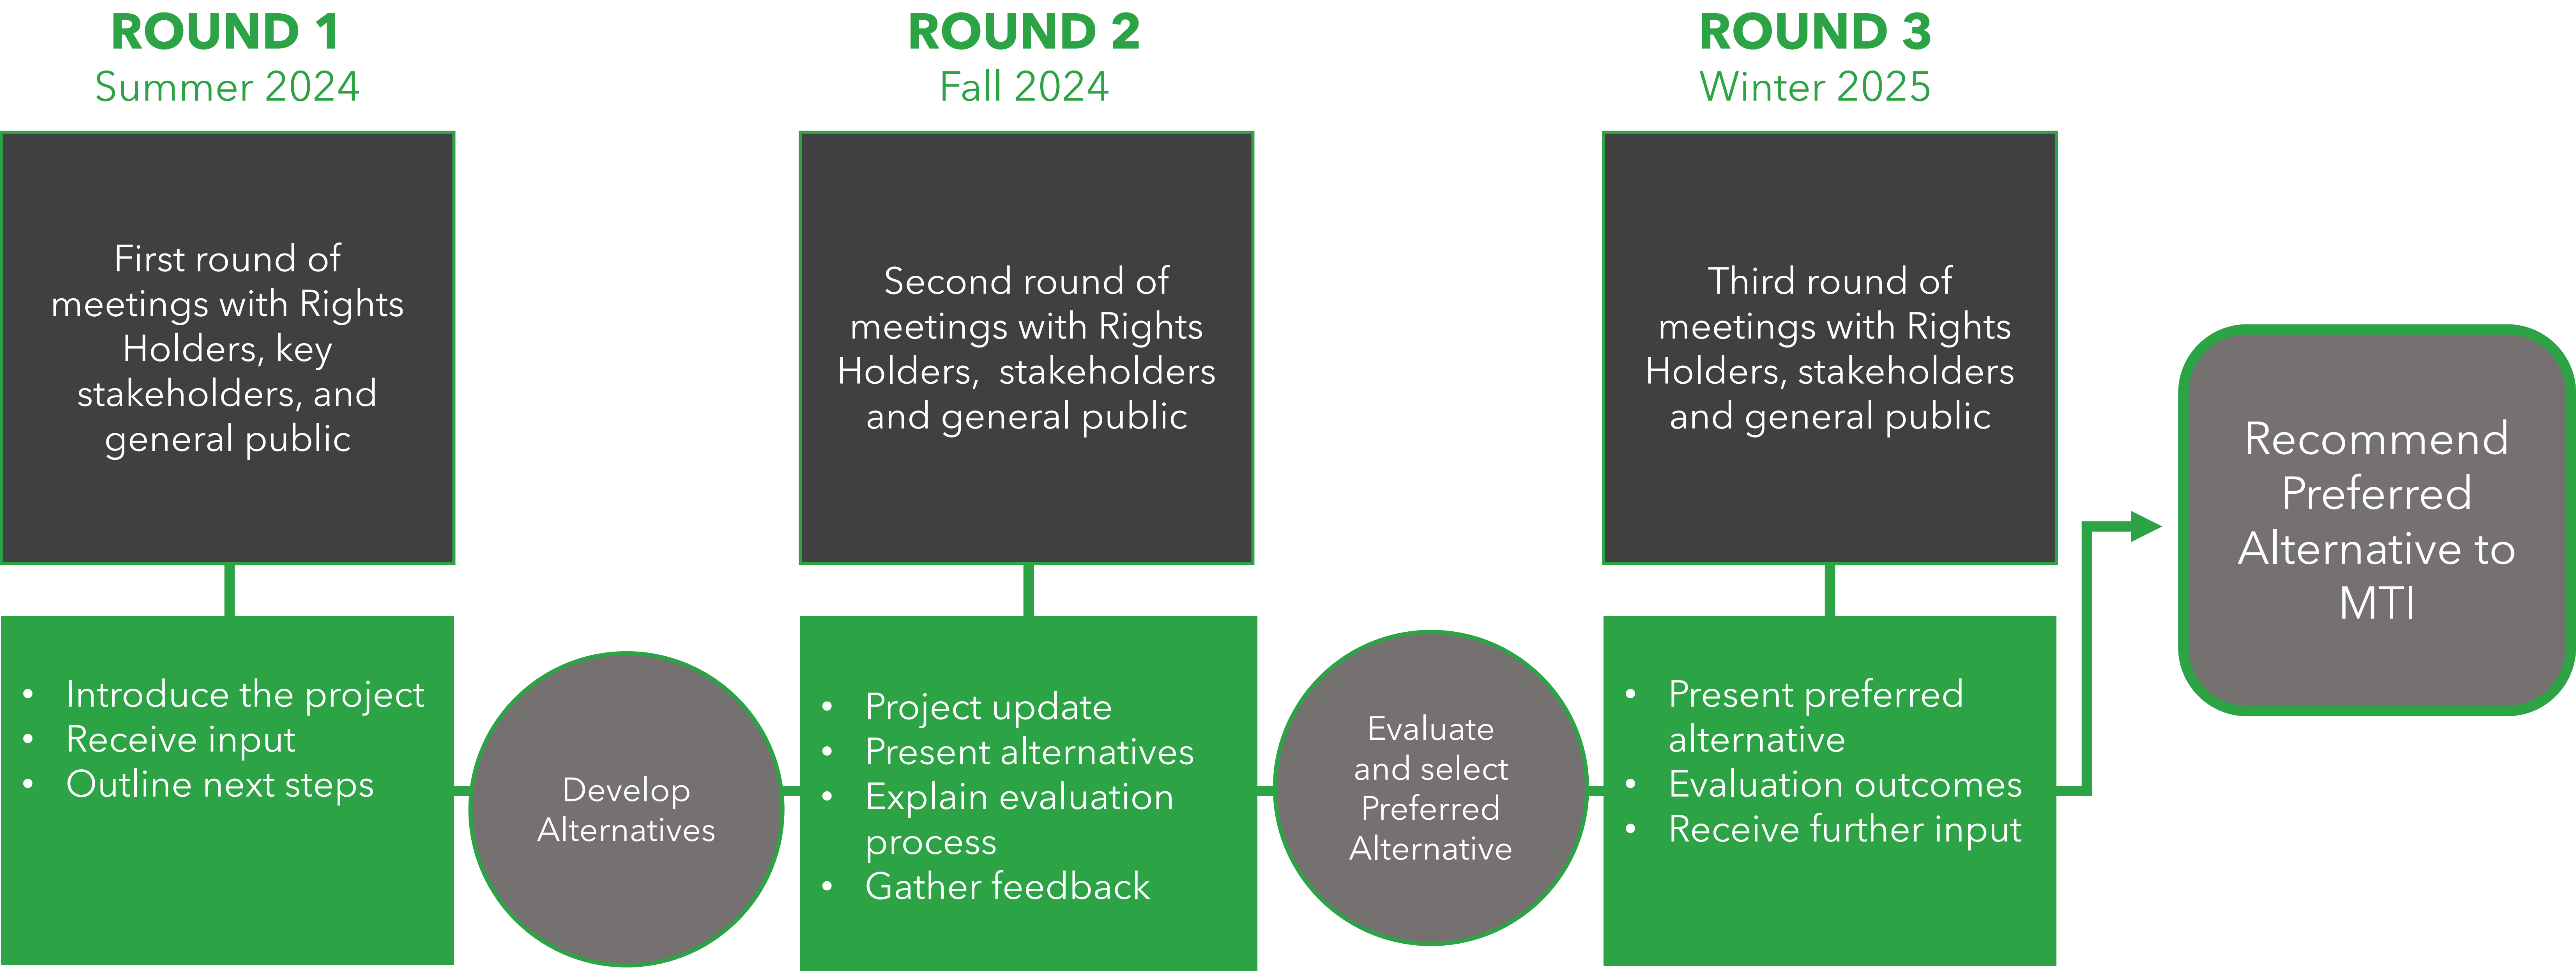 ROUND 1
Summer 2024
First round of
meetings with Rights
Holders, key
stakeholders, and
general public
• Introduce the project
• Receive input
• Outline next steps
Develop
Alternatives
ROUND 2
Fall 2024
Second round of
meetings with Rights
Holders,  stakeholders
and general public
• Project update
• Present alternatives
• Explain evaluation
process
• Gather feedback
Evaluate
and select
Preferred
Alternative
ROUND 3
Winter 2025
Third round of
meetings with Rights
Holders, stakeholders
and general public
• Present preferred
alternative
• Evaluation outcomes
• Receive further input
Recommend
Preferred
Alternative to
MTI